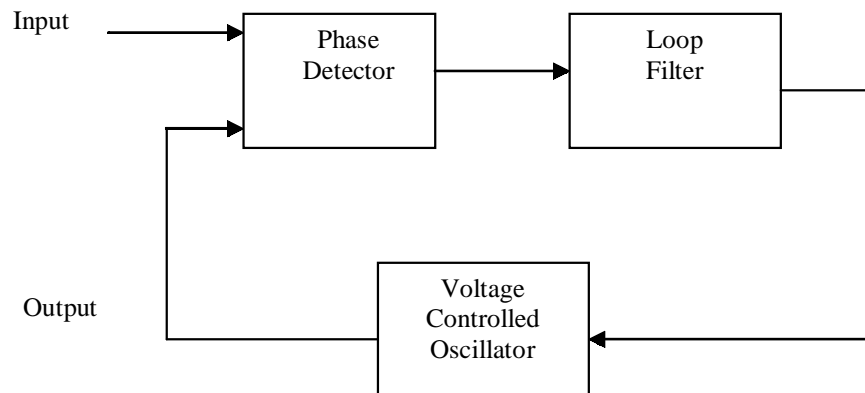 Input
Phase
Detector
Loop
Filter
Output
Voltage
Controlled
Oscillator